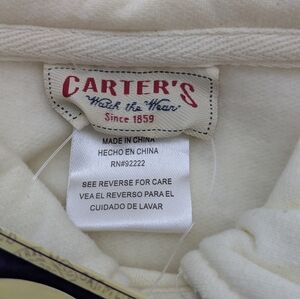 CARTER'S
"Watch the Wear"
Since 1859
MADE IN CHINA
HECHO EN CHINA
RN#92222
SEE REVERSE FOR CARE
VEA EL REVERSO PARA EL
CUIDADO DE LAVAR